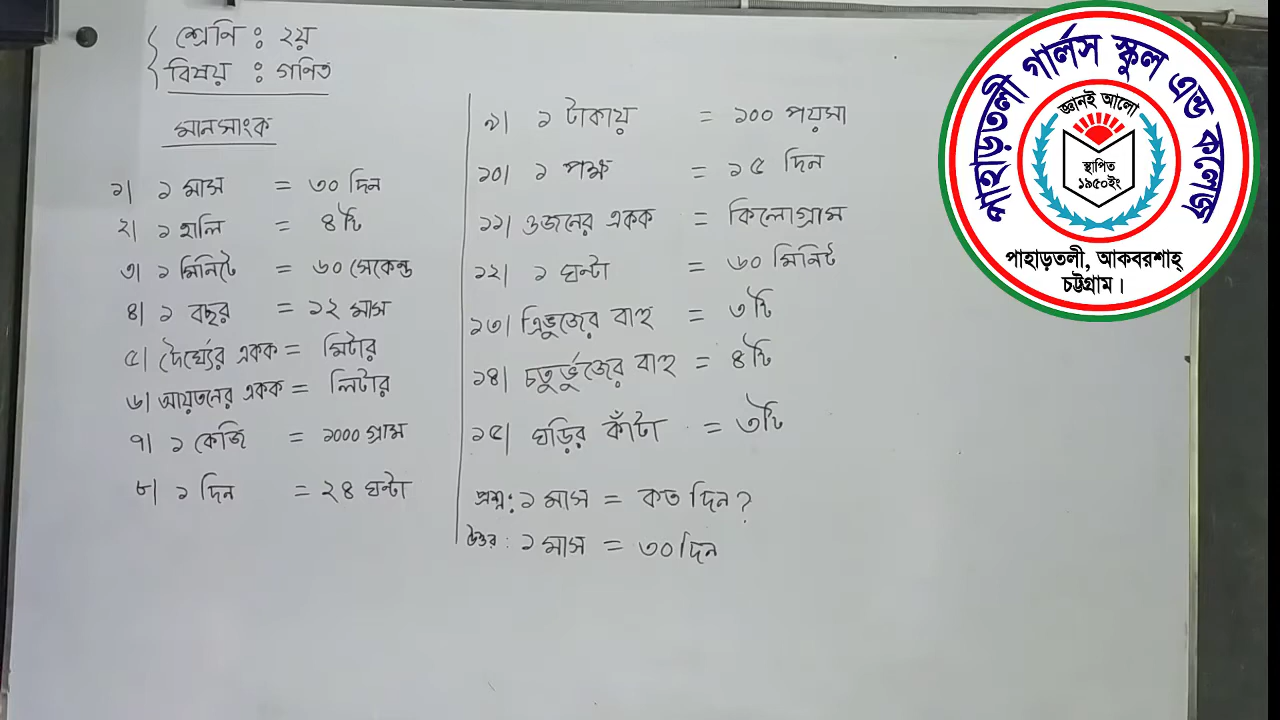 শ্রেনি : ২য়
বিষয় : গণিত
মানসাংক
১| ১ মাস = ৩০ দিন
২| ১ হালি = ৪টি
৩| ১ মিনিটে = ৬০ সেকেন্ড
৪| ১ বছর = ১২ মাস
৫| দৈর্ঘ্যের একক = মিটার
৬| আয়তনের একক = লিটার
৭| ১ কেজি = ১০০০ গ্রাম
৮| ১ দিন = ২৪ ঘন্টা
৯| ১ টাকায় = ১০০ পয়সা
১০| ১ পক্ষ = ১৫ দিন
১১| ওজনের একক = কিলোগ্রাম
১২| ১ ঘন্টা = ৬০ মিনিট
১৩| ত্রিভুজের বাহু = ৩টি
১৪| চতুর্ভুজের বাহু = ৪টি
১৫| ঘড়ির কাঁটা = ৩টি
প্রশ্ন: ১ মাস = কত দিন?
উত্তর: ১ মাস = ৩০ দিন
পাহাড়তলী গার্লস স্কুল এন্ড কলেজ
জ্ঞানই আলো
স্থাপিত
১৯৫০ইং
পাহাড়তলী, আকবরশাহ্
চট্টগ্রাম।